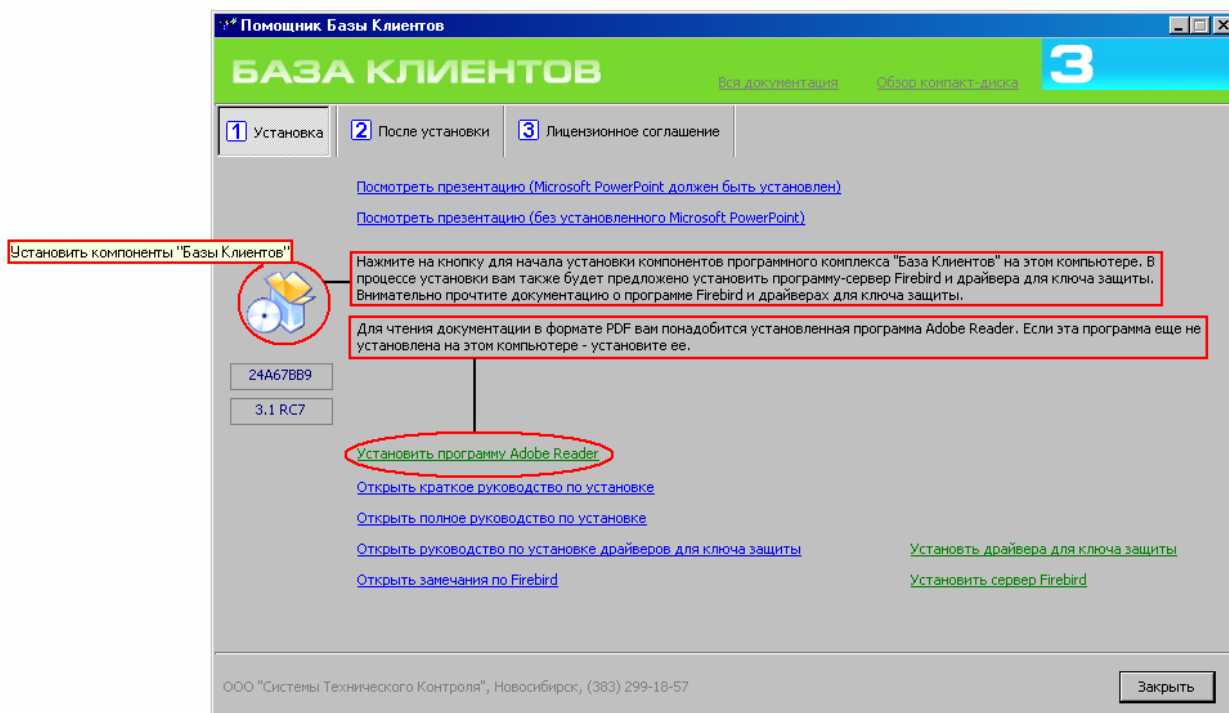 Помощник Базы Клиентов
БАЗА КЛИЕНТОВ
Вся документация
Обзор компакт-диска
3
1 Установка
2 После установки
3 Лицензионное соглашение
Посмотреть презентацию (Microsoft PowerPoint должен быть установлен)
Посмотреть презентацию (без установленного Microsoft PowerPoint)
Установить компоненты "Базы Клиентов"
Нажмите на кнопку для начала установки компонентов программного комплекса "База Клиентов" на этом компьютере. В
процессе установки вам также будет предложено установить программу-сервер Firebird и драйвера для ключа защиты.
Внимательно прочтите документацию о программе Firebird и драйверах для ключа защиты.
Для чтения документации в формате PDF вам понадобится установленная программа Adobe Reader. Если эта программа еще не
установлена на этом компьютере - установите ее.
24A67BB9
3.1 RC7
Установить программу Adobe Reader
Открыть краткое руководство по установке
Открыть полное руководство по установке
Открыть руководство по установке драйверов для ключа защиты
Установть драйвера для ключа защиты
Открыть замечания по Firebird
Установить сервер Firebird
ООО "Системы Технического Контроля", Новосибирск, (383) 299-18-57
Закрыть